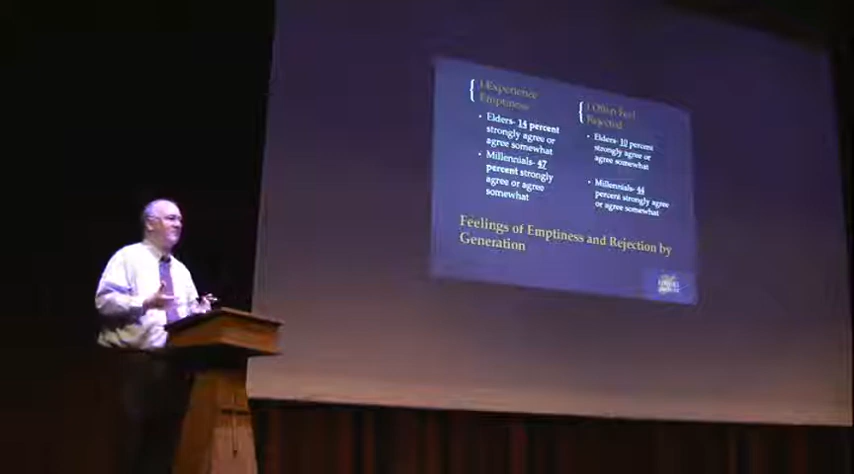 I Experience
Emptiness
• Elders- 14 percent
strongly agree or
agree somewhat
• Millennials- 47
percent strongly
agree or agree
somewhat
I Often Feel
Rejected
• Elders- 10 percent
strongly agree or
agree somewhat
• Millennials- 44
percent strongly agree
or agree somewhat
Feelings of Emptiness and Rejection by
Generation